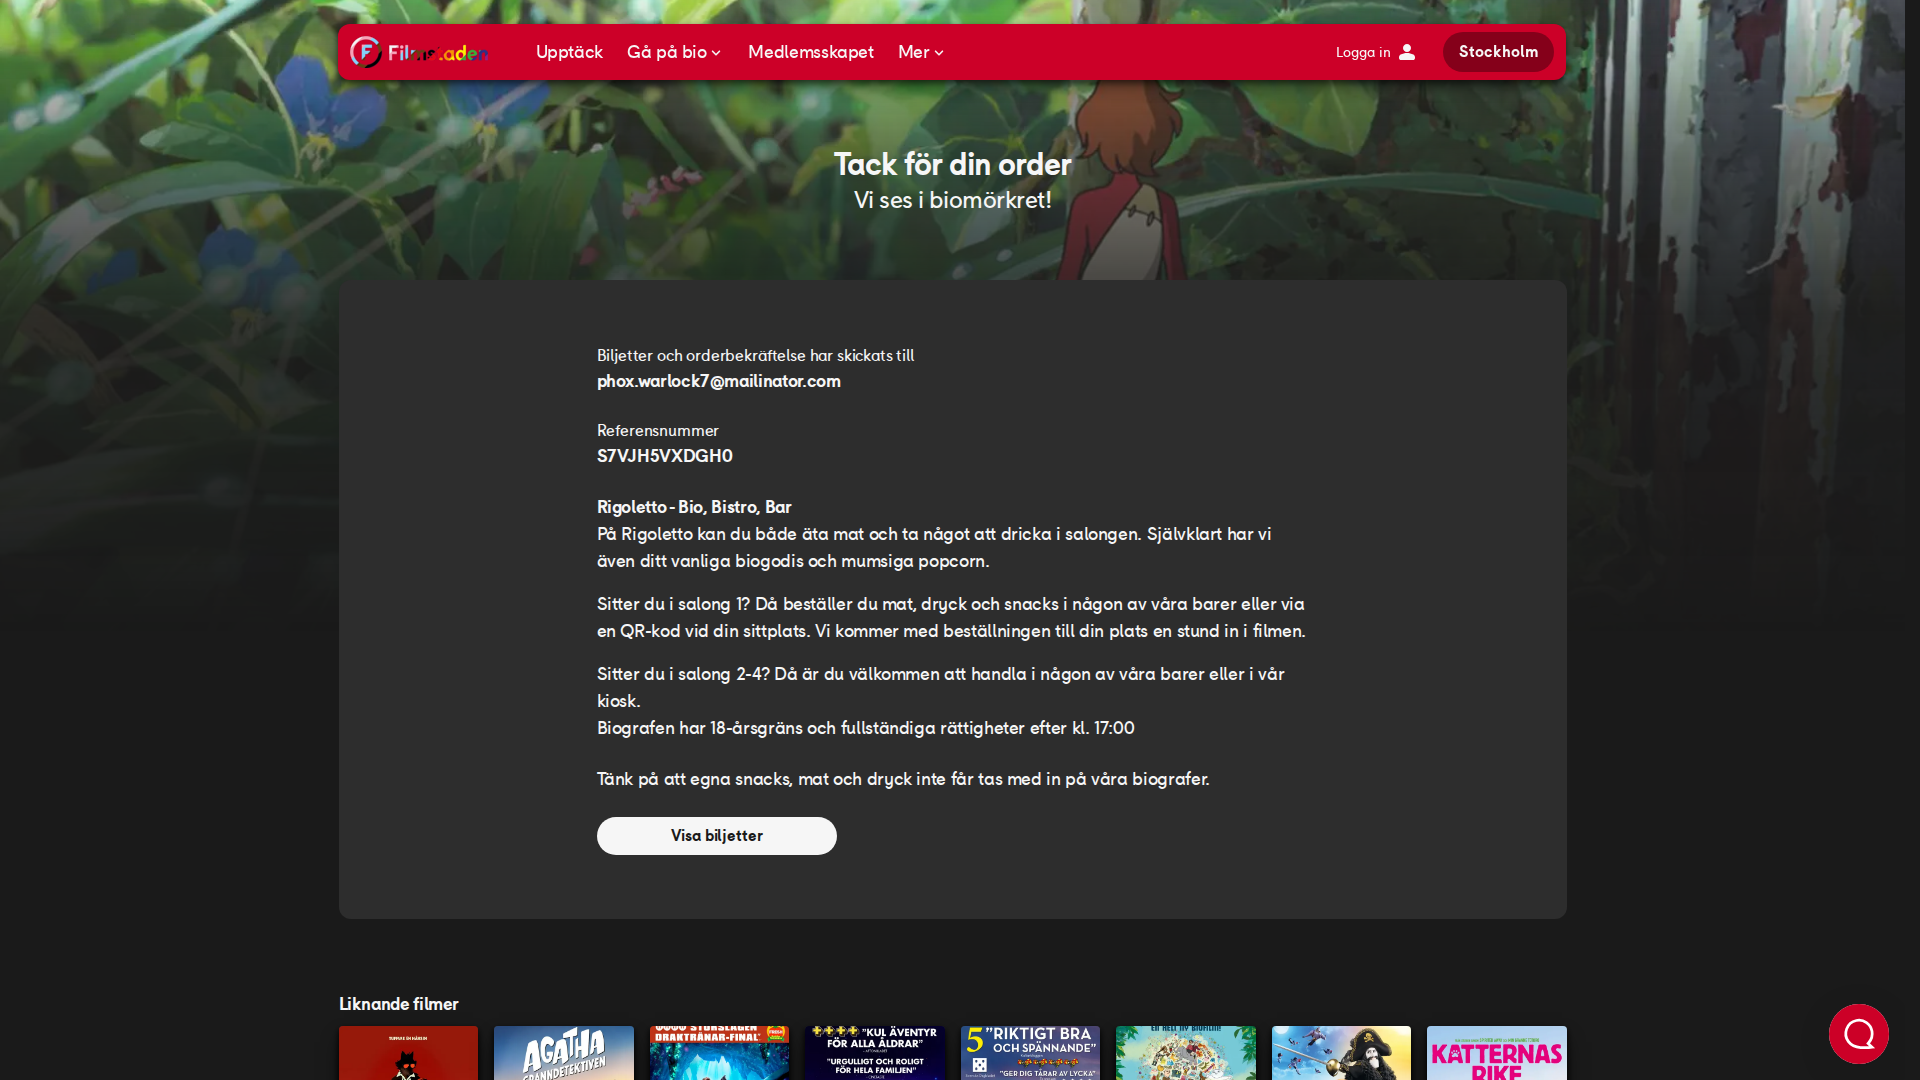 Filmstaden
Upptäck
Gå på bio
Medlemsskapet
Mer
Logga in
Stockholm
Tack för din order
Vi ses i biomörkret!
Biljetter och orderbekräftelse har skickats till
phox.warlock7@mailinator.com
Referensnummer
S7VJH5VXDGH0
Rigoletto - Bio, Bistro, Bar
På Rigoletto kan du både äta mat och ta något att dricka i salongen. Självklart har vi
även ditt vanliga biogodis och mumsiga popcorn.
Sitter du i salong 1? Då beställer du mat, dryck och snacks i någon av våra barer eller via
en QR-kod vid din sittplats. Vi kommer med beställningen till din plats en stund in i filmen.
Sitter du i salong 2-4? Då är du välkommen att handla i någon av våra barer eller i vår
kiosk.
Biografen har 18-årsgräns och fullständiga rättigheter efter kl. 17:00
Tänk på att egna snacks, mat och dryck inte får tas med in på våra biografer.
Visa biljetter
Liknande filmer
AGATHA
GRANNDETEKTIVEN
STORSLAGEN
DRAKTRÄNAR-FINAL"
"KUL ÄVENTYR
FÖR ALLA ÅLDRAR"
"URGULLIGT OCH ROLIGT
FÖR HELA FAMILJEN"
5 "RIKTIGT BRA
OCH SPÄNNANDE"
"GER DIG TÅRAR AV LYCKA"
EN HELT NY BIOFILM!
KATTERNAS
RIKE